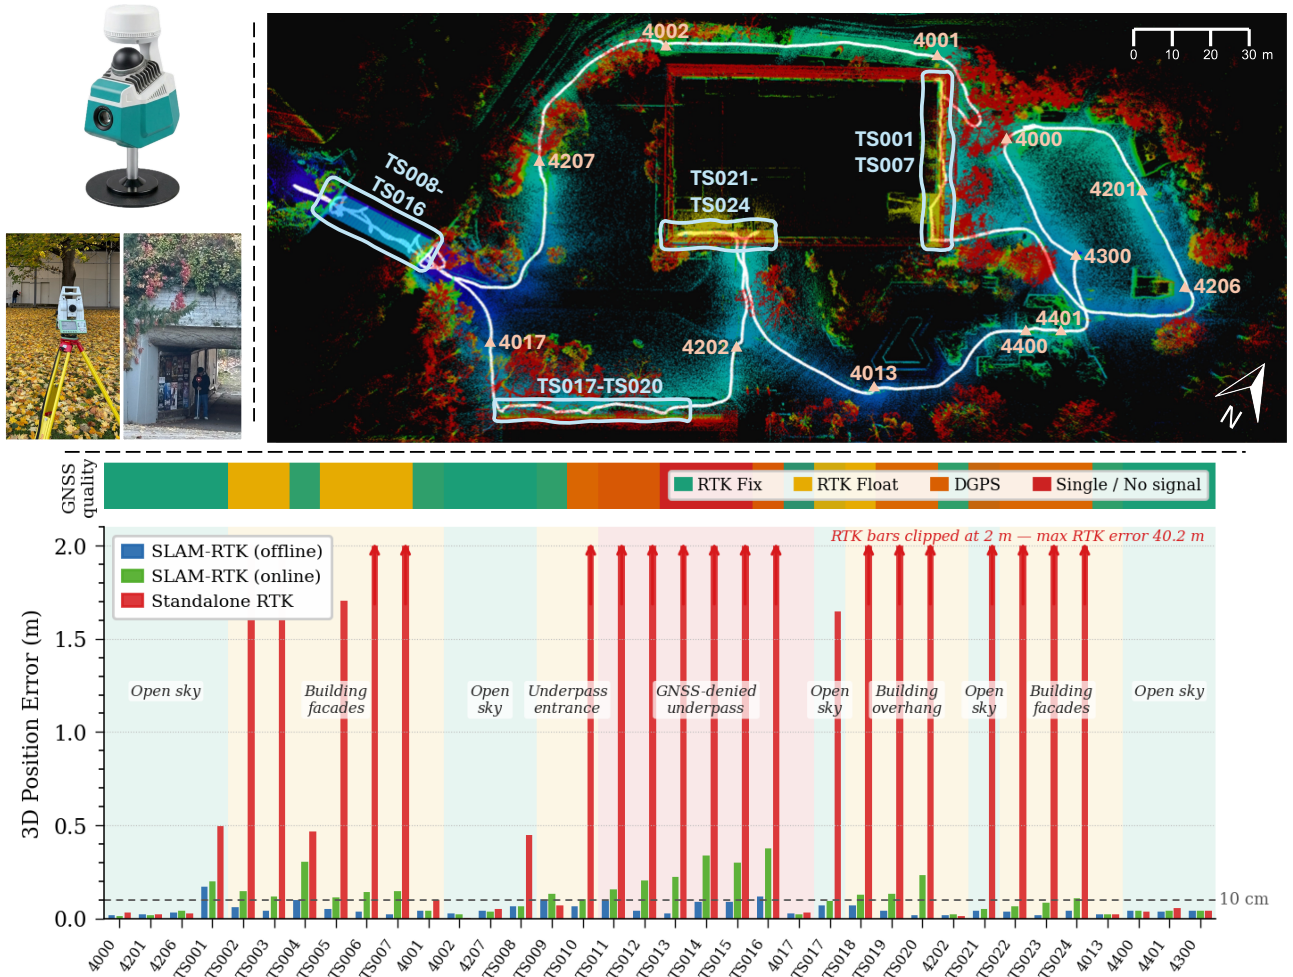 4002
4001
0 10 20 30 m
TS001
TS007
4000
4207
TS008-
TS016
TS021-
TS024
4201
4300
4206
4401
4400
4017
4202
4013
TS017-TS020
N
GNSS
quality
RTK Fix
RTK Float
DGPS
Single / No signal
RTK bars clipped at 2 m — max RTK error 40.2 m
SLAM-RTK (offline)
SLAM-RTK (online)
Standalone RTK
3D Position Error (m)
2.0
1.5
1.0
0.5
0.0
Open sky
Building
facades
Open
sky
Underpass
entrance
GNSS-denied
underpass
Open
sky
Building
overhang
Open
sky
Building
facades
Open sky
10 cm
4000
4201
4206
TS001
TS002
TS003
TS004
TS005
TS006
TS007
4001
4002
4207
TS008
TS009
TS010
TS011
TS012
TS013
TS014
TS015
TS016
4017
TS017
TS018
TS019
TS020
4202
TS021
TS022
TS023
TS024
4013
4400
4401
4300